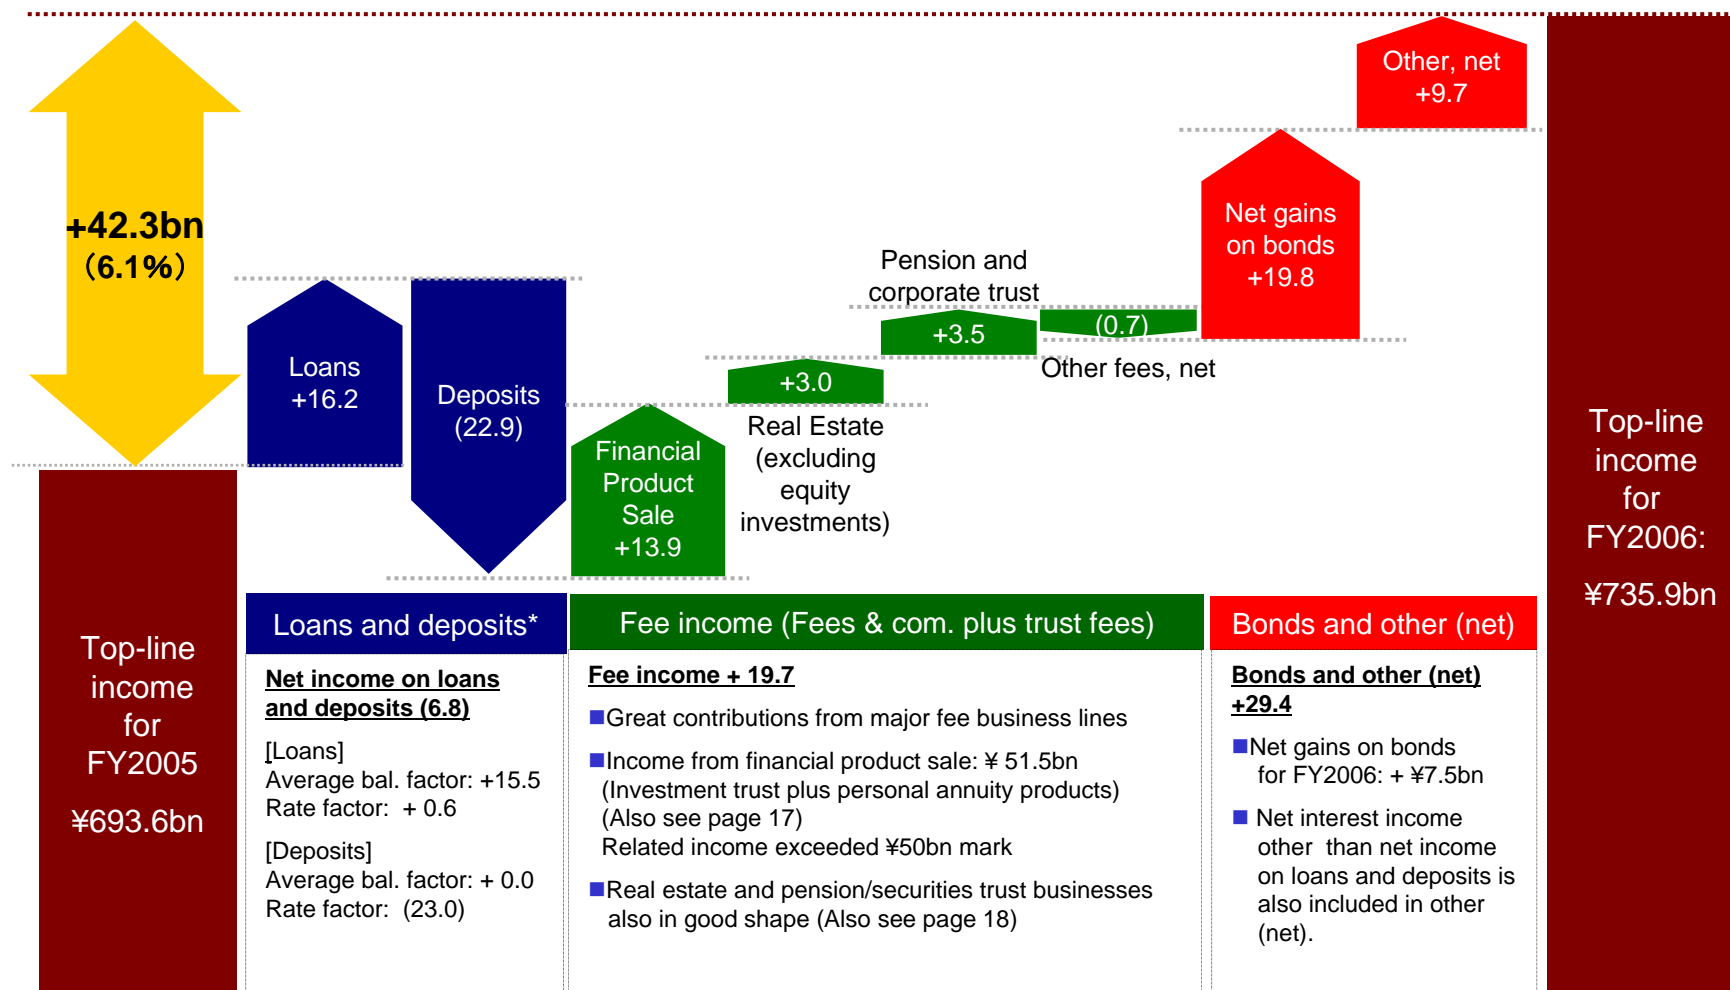 +42.3bn
（6.1%）
Top-line
income
for
FY2005
¥693.6bn
Loans
+16.2
Deposits
(22.9)
Financial
Product
Sale
+13.9
+3.0
Real Estate
(excluding
equity
investments)
Pension and
corporate trust
+3.5
(0.7)
Other fees, net
Net gains
on bonds
+19.8
Other, net
+9.7
Top-line
income
for
FY2006:
¥735.9bn
Loans and deposits*
Net income on loans
and deposits (6.8)
[Loans]
Average bal. factor: +15.5
Rate factor: + 0.6
[Deposits]
Average bal. factor: + 0.0
Rate factor: (23.0)
Fee income (Fees & com. plus trust fees)
Fee income + 19.7
■Great contributions from major fee business lines
■Income from financial product sale: ¥ 51.5bn
(Investment trust plus personal annuity products)
(Also see page 17)
Related income exceeded ¥50bn mark
■Real estate and pension/securities trust businesses
also in good shape (Also see page 18)
Bonds and other (net)
Bonds and other (net)
+29.4
■Net gains on bonds
for FY2006: + ¥7.5bn
■ Net interest income
other than net income
on loans and deposits is
also included in other
(net).